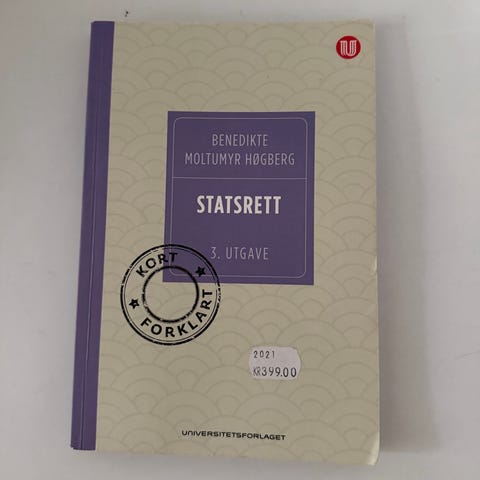 BENEDIKTE
MOLTUMYR HØGBERG
STATSRETT
3. UTGAVE
KORT
FORKLART
2021
KR399.00
UNIVERSITETSFORLAGET